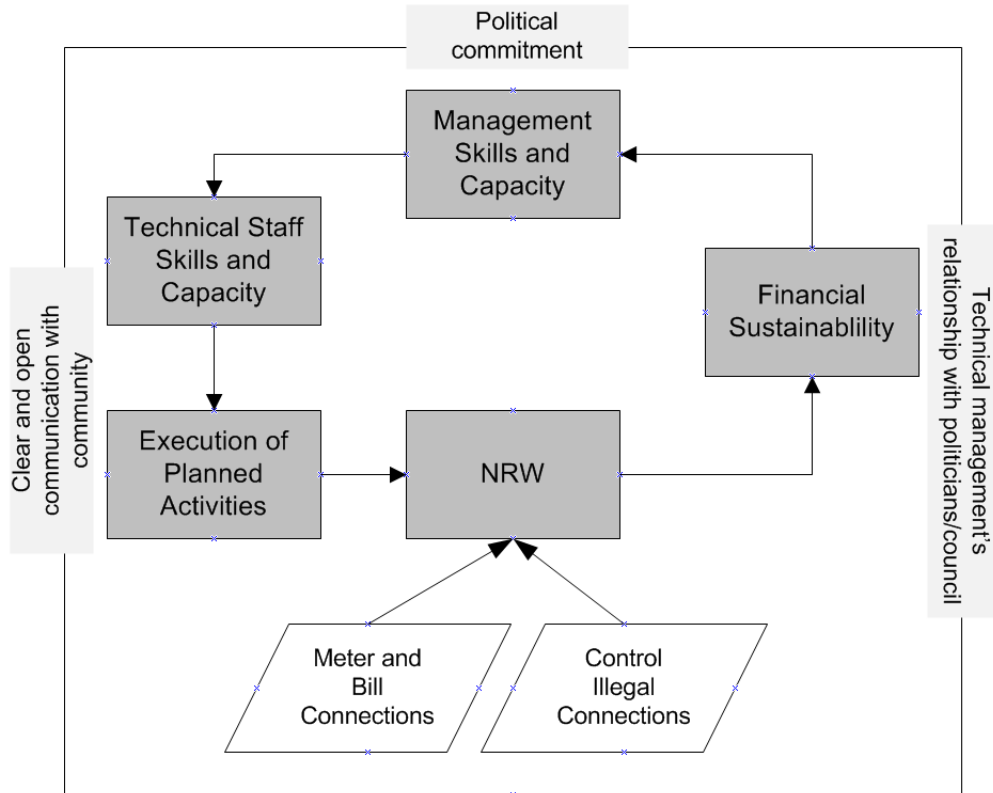 Political
commitment
Management
Skills and
Capacity
Technical Staff
Skills and
Capacity
Financial
Sustainablility
Clear and open
communication with
community
Technical management's
relationship with politicians/council
Execution of
Planned
Activities
NRW
Meter and
Bill
Connections
Control
Illegal
Connections